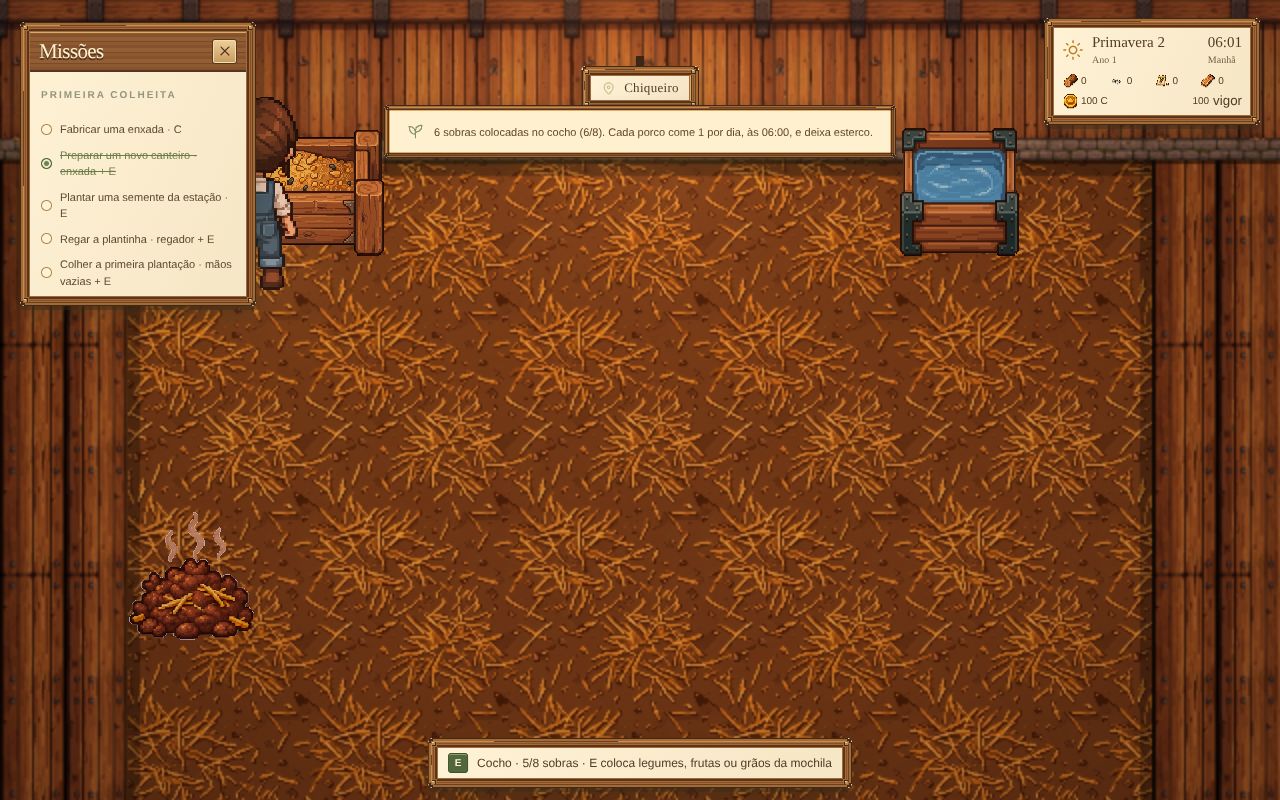 Missões
PRIMEIRA COLHEITA
Fabricar uma enxada · C
Preparar um novo canteiro ·
enxada + E
Plantar uma semente da estação ·
E
Regar a plantinha · regador + E
Colher a primeira plantação · mãos
vazias + E
Chiqueiro
6 sobras colocadas no cocho (6/8). Cada porco come 1 por dia, às 06:00, e deixa esterco.
Primavera 2 06:01
Ano 1 Manhã
0 0 0 0
100 C 100 vigor
E Cocho · 5/8 sobras · E coloca legumes, frutas ou grãos da mochila